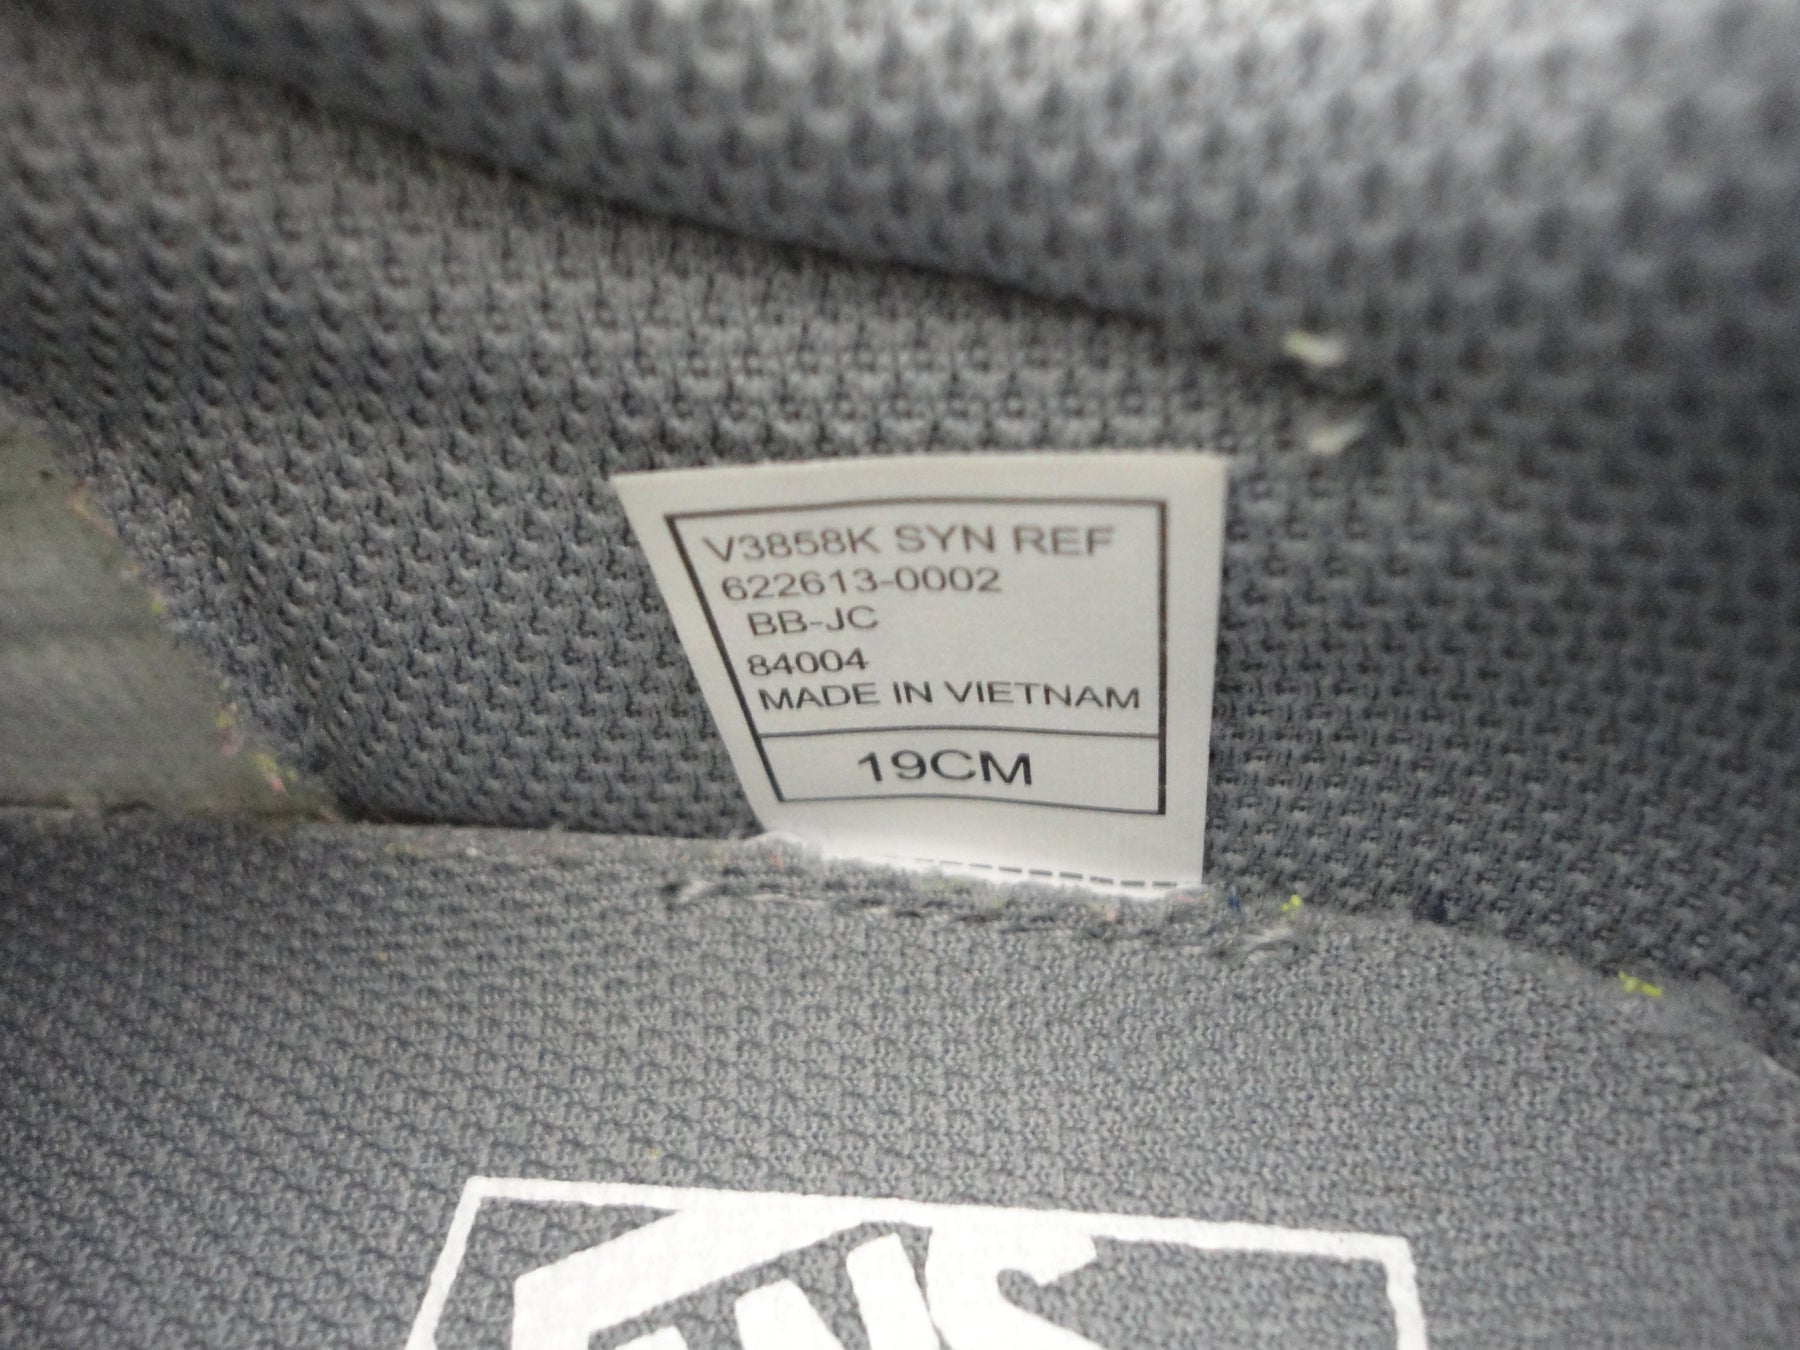 V3858K SYN REF
622613-0002
BB-JC
84004
MADE IN VIETNAM
19CM